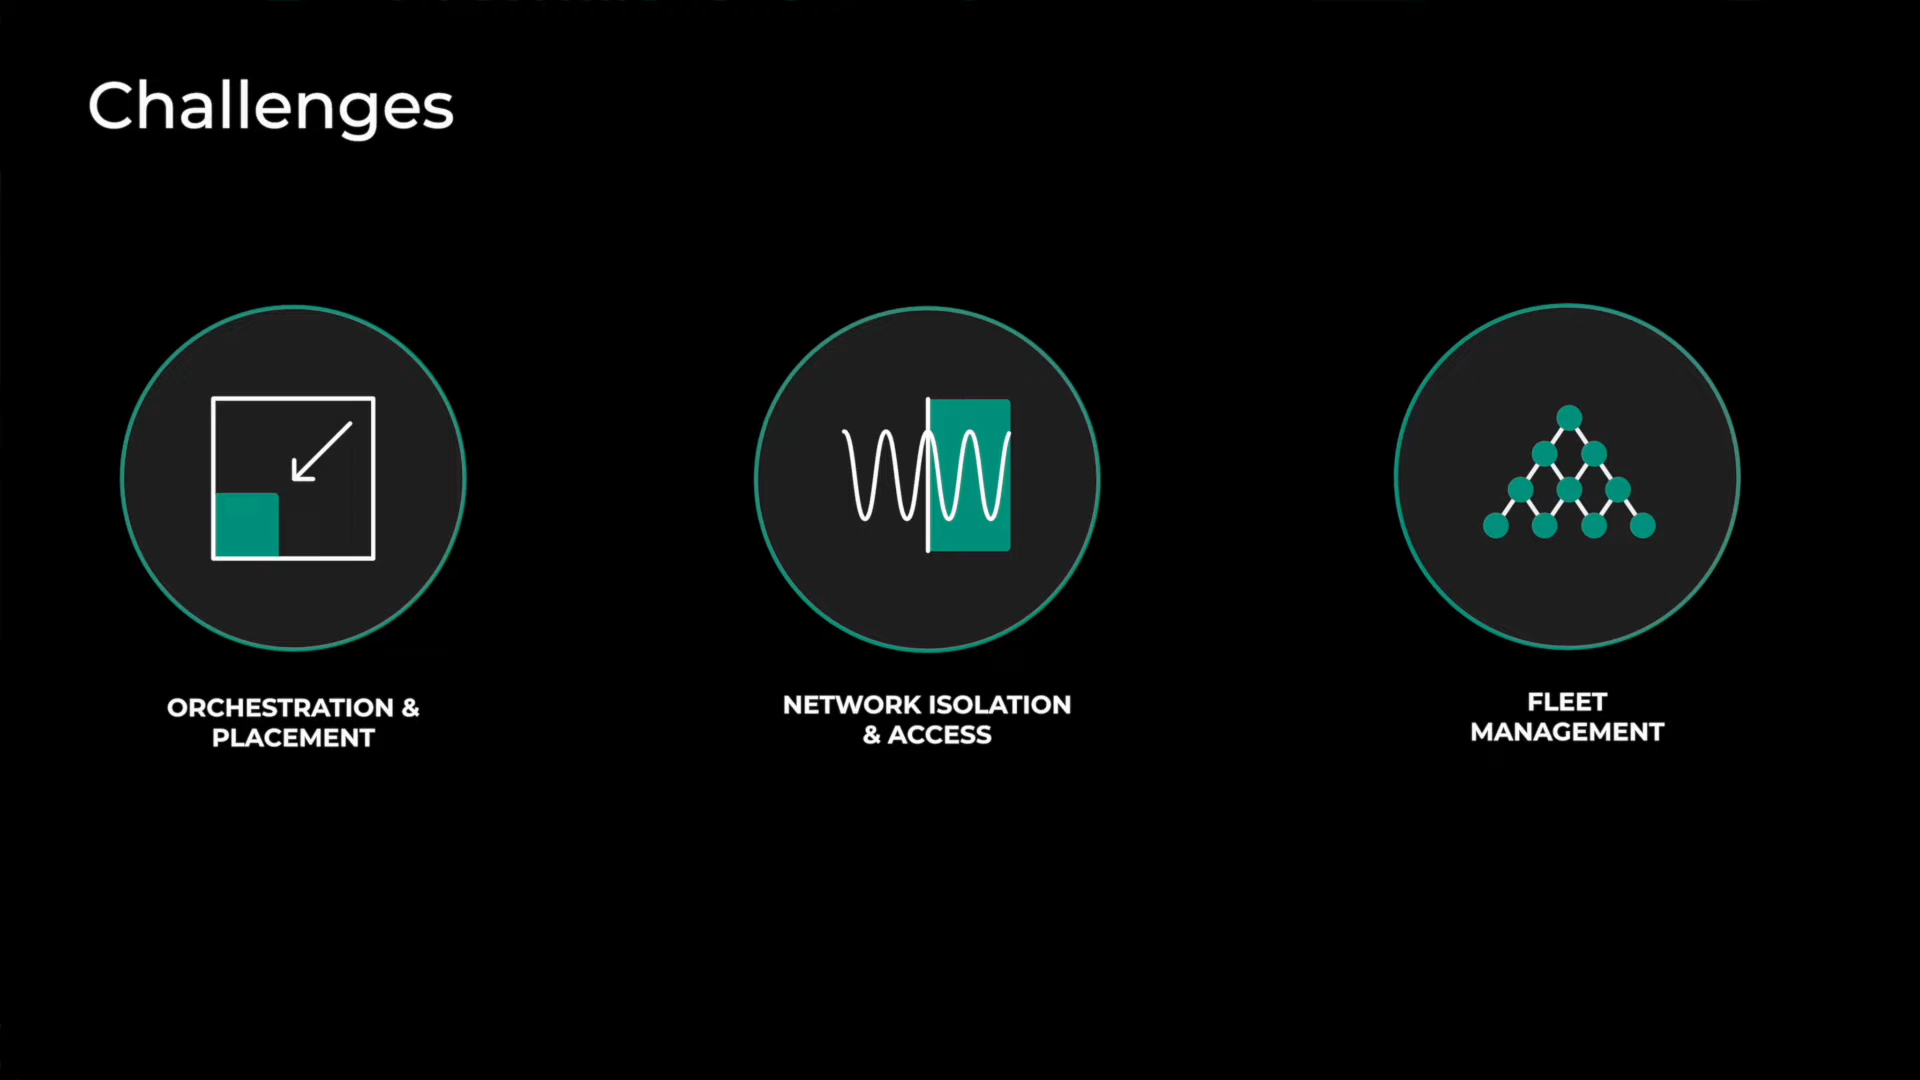 Challenges
ORCHESTRATION &
PLACEMENT
NETWORK ISOLATION
& ACCESS
FLEET
MANAGEMENT